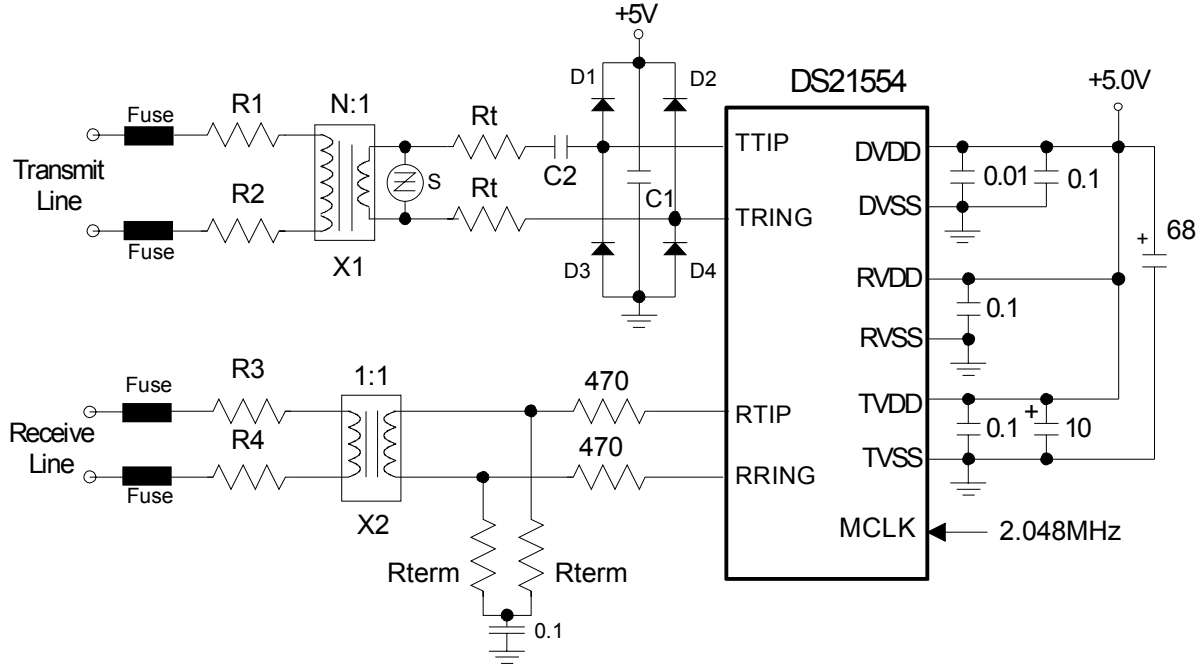 +5V
D1
D2
DS21554
+5.0V
Fuse
R1
N:1
Rt
TTIP
DVDD
Transmit
Line
S
C2
0.01
0.1
C1
DVSS
R2
Rt
TRING
68
+
Fuse
X1
D3
D4
RVDD
0.1
RVSS
Fuse
R3
1:1
470
RTIP
TVDD
Receive
Line
R4
470
0.1
+
10
TVSS
RRING
Fuse
X2
MCLK
2.048MHz
Rterm
Rterm
0.1